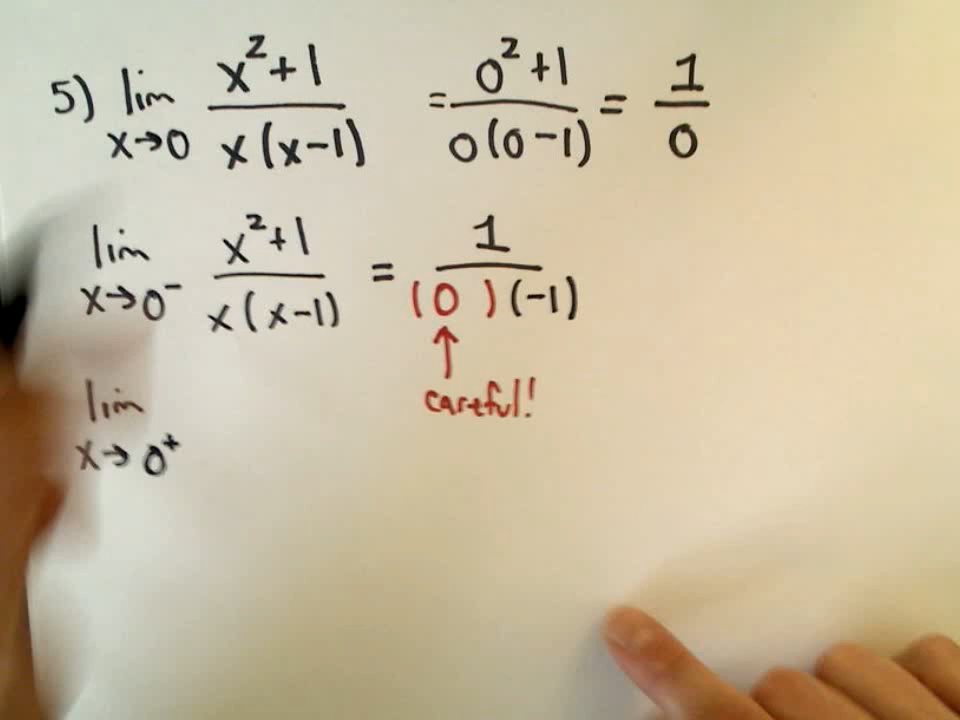 5) lim x→0 (x² + 1) / (x(x−1)) = (0² + 1) / (0(0−1)) = 1/0
lim x→0⁻ (x² + 1) / (x(x−1)) = 1 / ((0 )(−1))
↑
careful!
lim x→0⁺